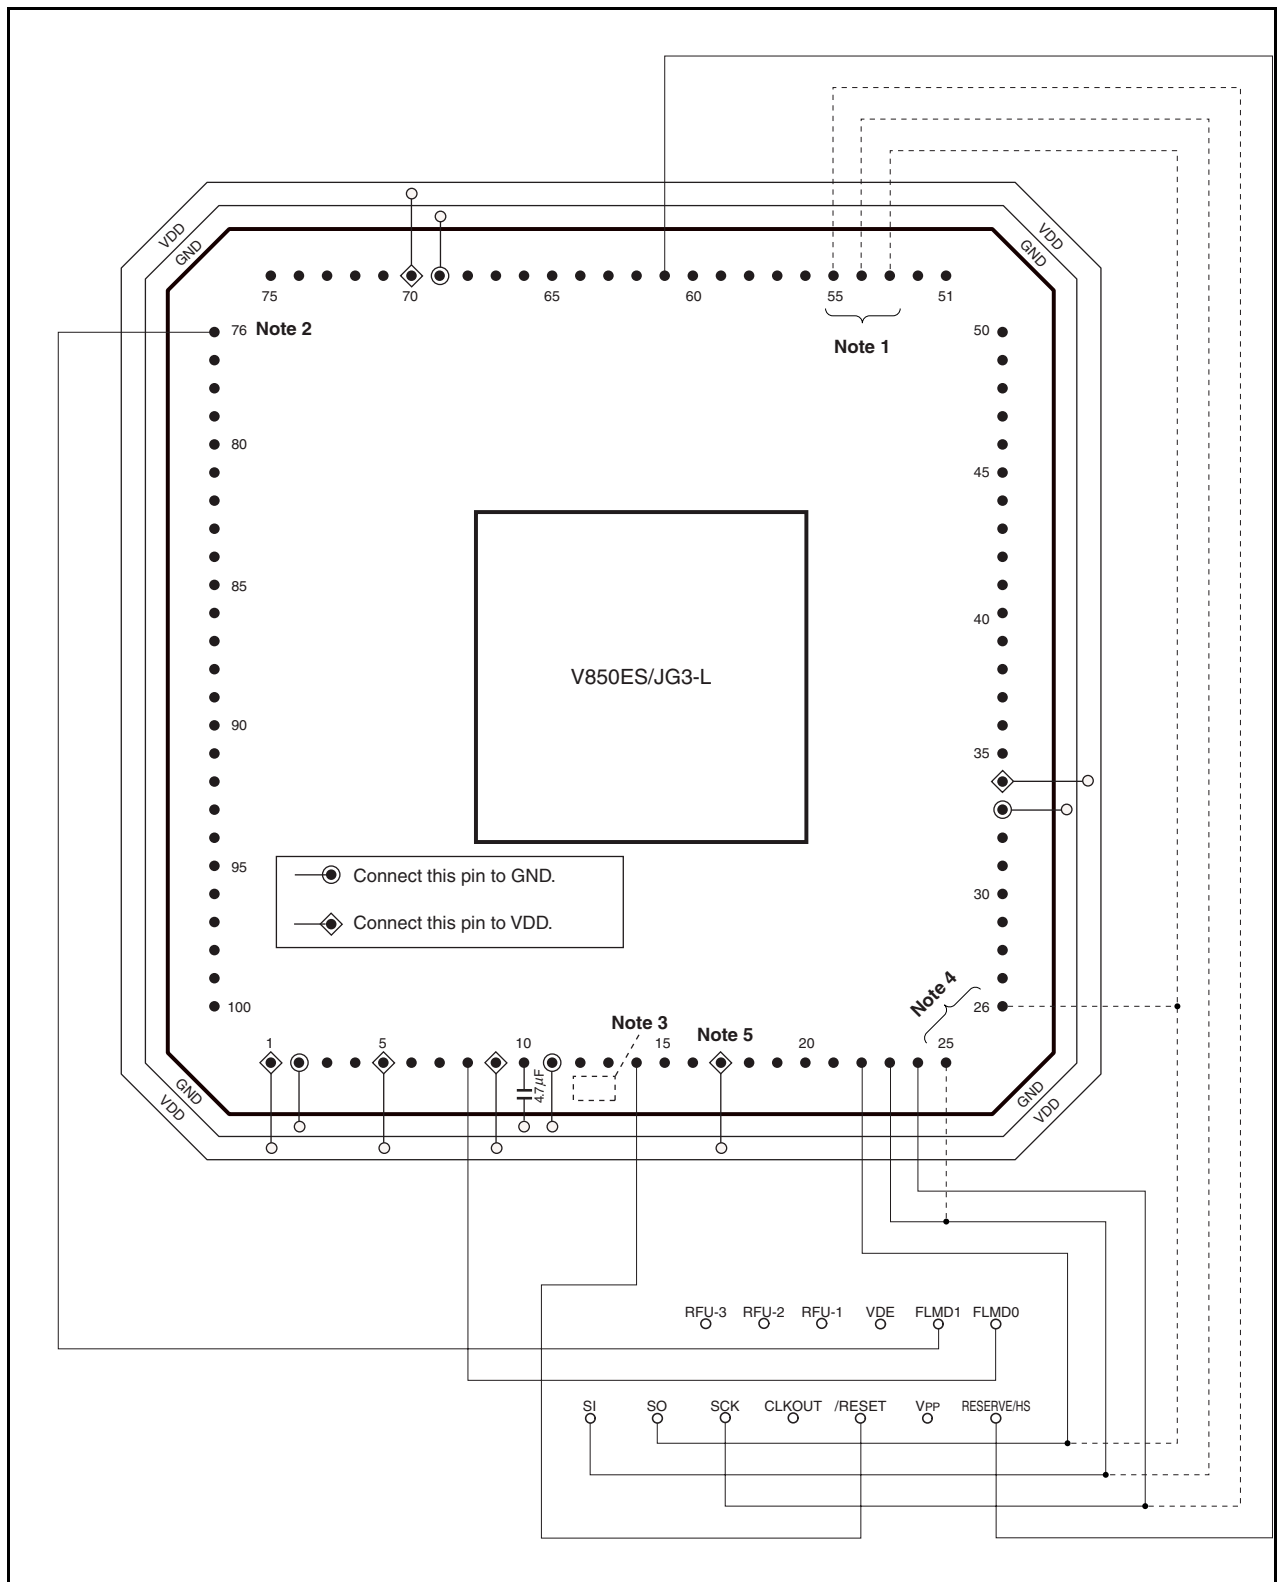 VDD
GND
VDD
GND
75
70
65
60
55
51
Note 1
76 Note 2
50
80
45
85
40
V850ES/JG3-L
90
35
95
Connect this pin to GND.
30
Connect this pin to VDD.
100
Note 4
26
1
5
10
Note 3
15
Note 5
20
25
4.7 μF
GND
VDD
GND
VDD
RFU-3 RFU-2 RFU-1 VDE FLMD1 FLMD0
SI SO SCK CLKOUT /RESET VPP RESERVE/HS